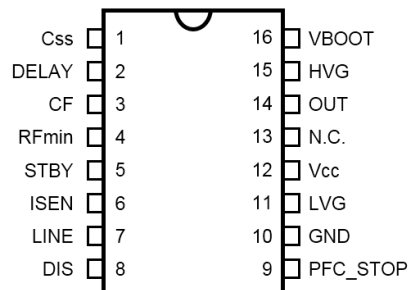 Css 1 16 VBOOT
DELAY 2 15 HVG
CF 3 14 OUT
RFmin 4 13 N.C.
STBY 5 12 Vcc
ISEN 6 11 LVG
LINE 7 10 GND
DIS 8 9 PFC_STOP